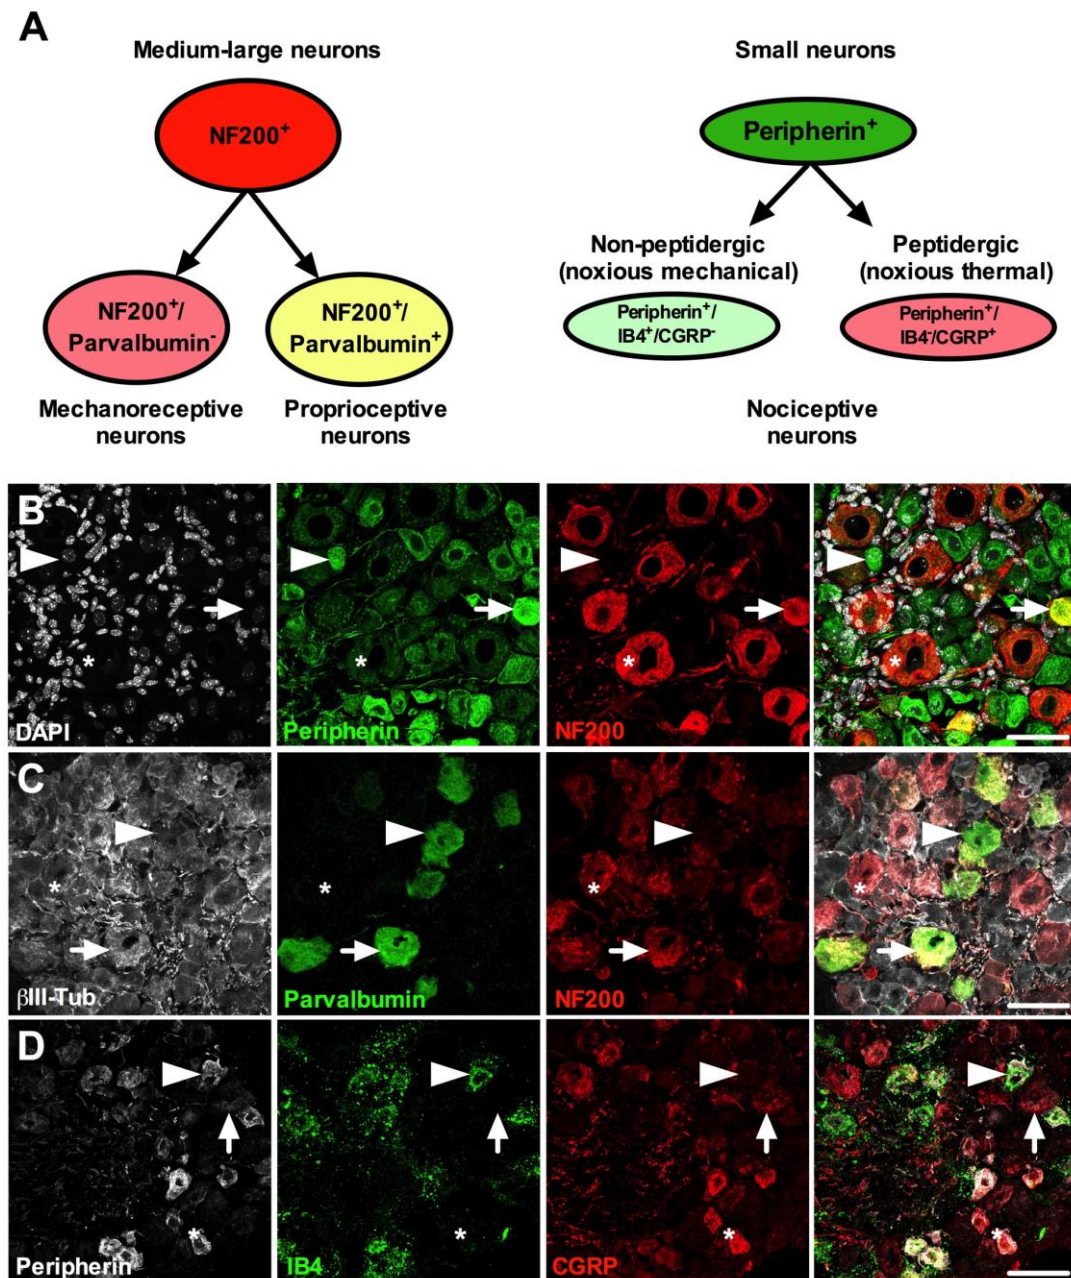 A
Medium-large neurons
Small neurons
NF200⁺
Peripherin⁺
Non-peptidergic
(noxious mechanical)
Peptidergic
(noxious thermal)
NF200⁺/
Parvalbumin⁻
NF200⁺/
Parvalbumin⁺
Peripherin⁺/
IB4⁺/CGRP⁻
Peripherin⁺/
IB4⁻/CGRP⁺
Mechanoreceptive
neurons
Proprioceptive
neurons
Nociceptive
neurons
B
*
*
*
DAPI
Peripherin
NF200
C
*
*
*
*
βIII-Tub
Parvalbumin
NF200
D
*
*
*
*
Peripherin
IB4
CGRP